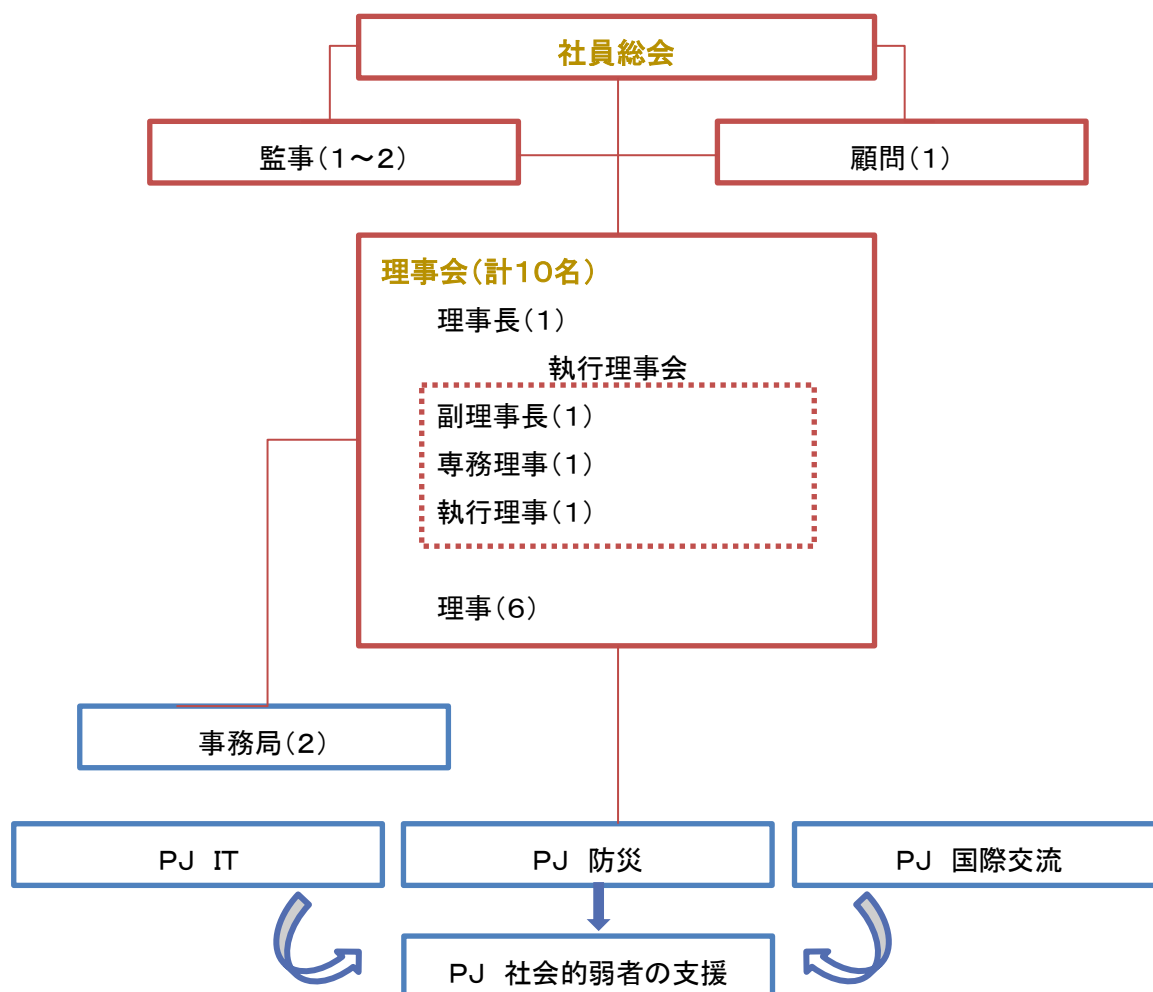 社員総会
監事(1～2)
顧問(1)
理事会(計10名)
理事長(1)
執行理事会
副理事長(1)
専務理事(1)
執行理事(1)
理事(6)
事務局(2)
PJ IT
PJ 防災
PJ 国際交流
PJ 社会的弱者の支援